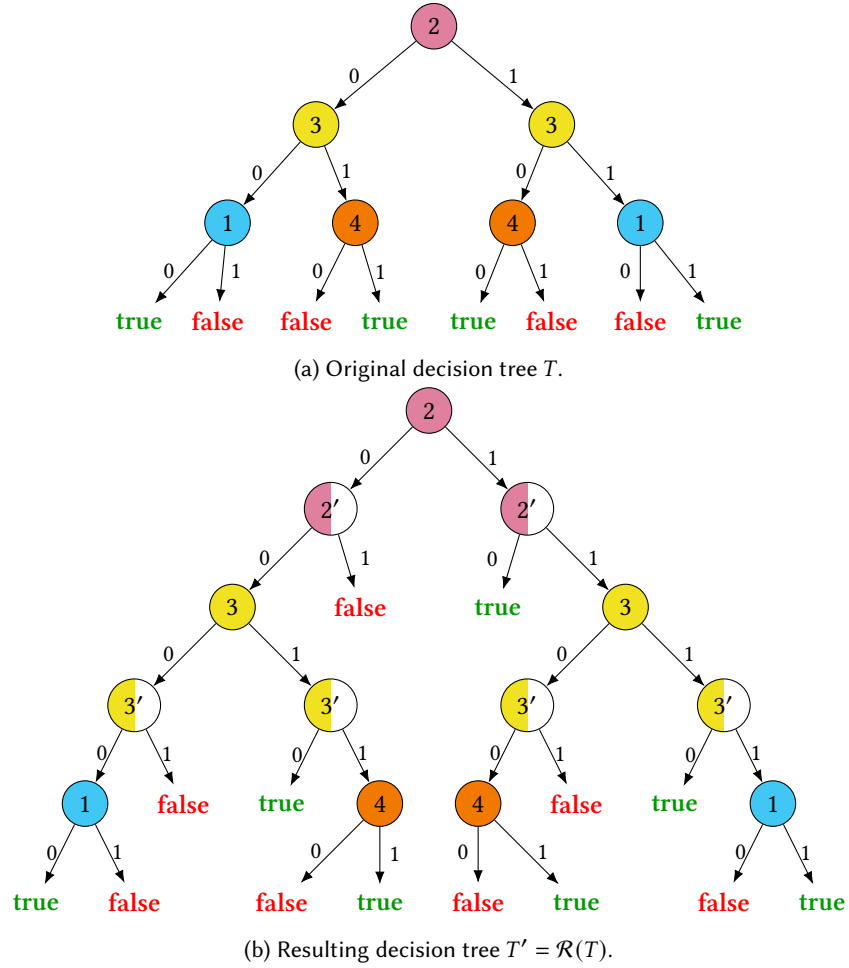 2
0 1
3 3
0 1 0 1
1 4 4 1
0 1 0 1 0 1 0 1
true false false true true false false true
(a) Original decision tree T.
2
0 1
2′ 2′
0 1 0 1
3 false true 3
0 1 0 1
3′ 3′ 3′ 3′
0 1 0 1 0 1 0 1
1 false true 4 4 false true 1
0 1 0 1 0 1 0 1
true false false true false true false true
(b) Resulting decision tree T′ = R(T).